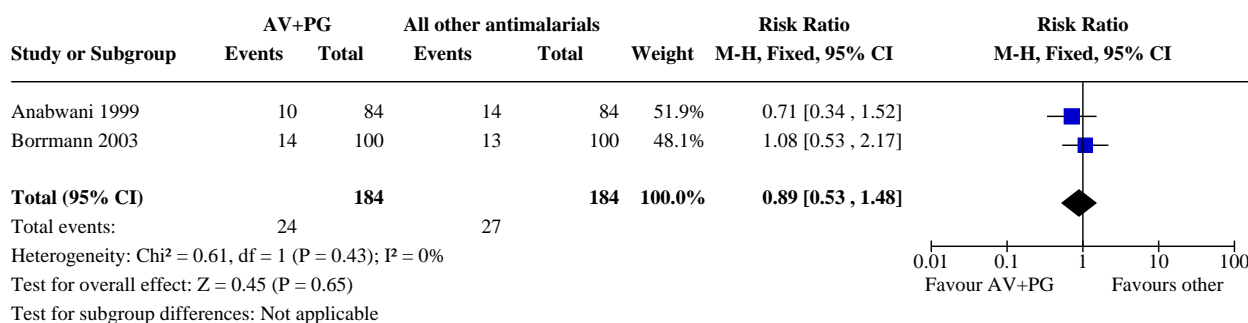 AV+PG All other antimalarials Risk Ratio Risk Ratio
Study or Subgroup Events Total Events Total Weight M-H, Fixed, 95% CI M-H, Fixed, 95% CI
Anabwani 1999 10 84 14 84 51.9% 0.71 [0.34 , 1.52]
Borrmann 2003 14 100 13 100 48.1% 1.08 [0.53 , 2.17]
Total (95% CI) 184 184 100.0% 0.89 [0.53 , 1.48]
Total events: 24 27
Heterogeneity: Chi² = 0.61, df = 1 (P = 0.43); I² = 0%
Test for overall effect: Z = 0.45 (P = 0.65)
Test for subgroup differences: Not applicable
0.01 0.1 1 10 100
Favour AV+PG Favours other